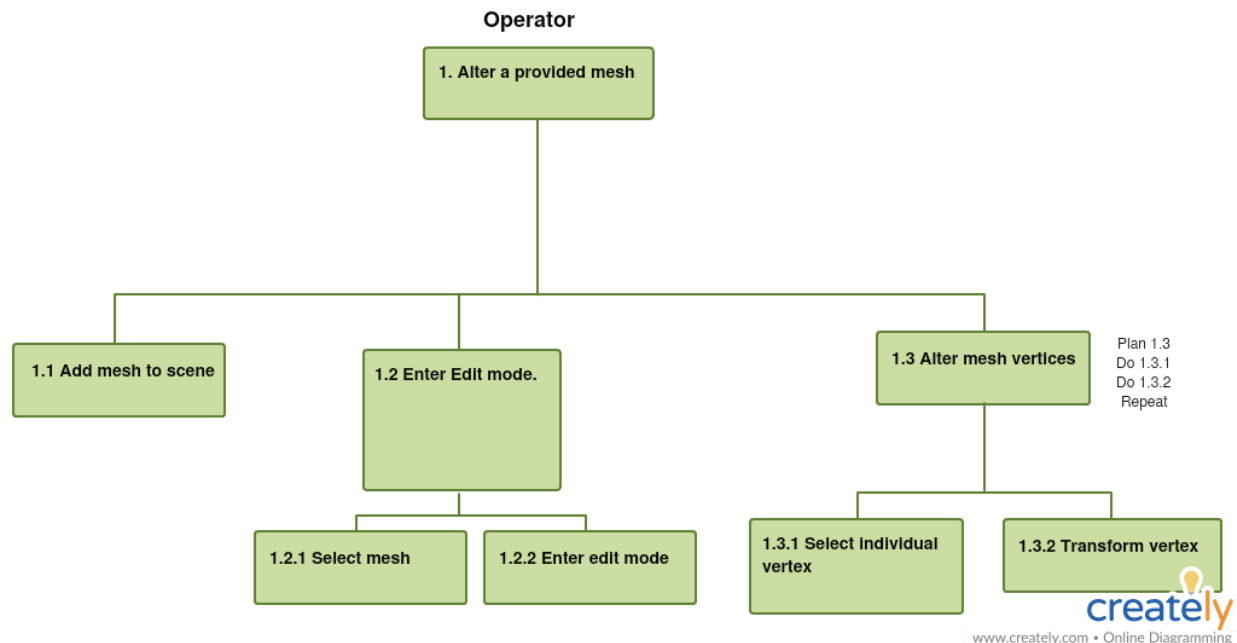 Operator
1. Alter a provided mesh
1.1 Add mesh to scene
1.2 Enter Edit mode.
1.3 Alter mesh vertices
Plan 1.3
Do 1.3.1
Do 1.3.2
Repeat
1.2.1 Select mesh
1.2.2 Enter edit mode
1.3.1 Select individual
vertex
1.3.2 Transform vertex
creately
www.creately.com • Online Diagramming